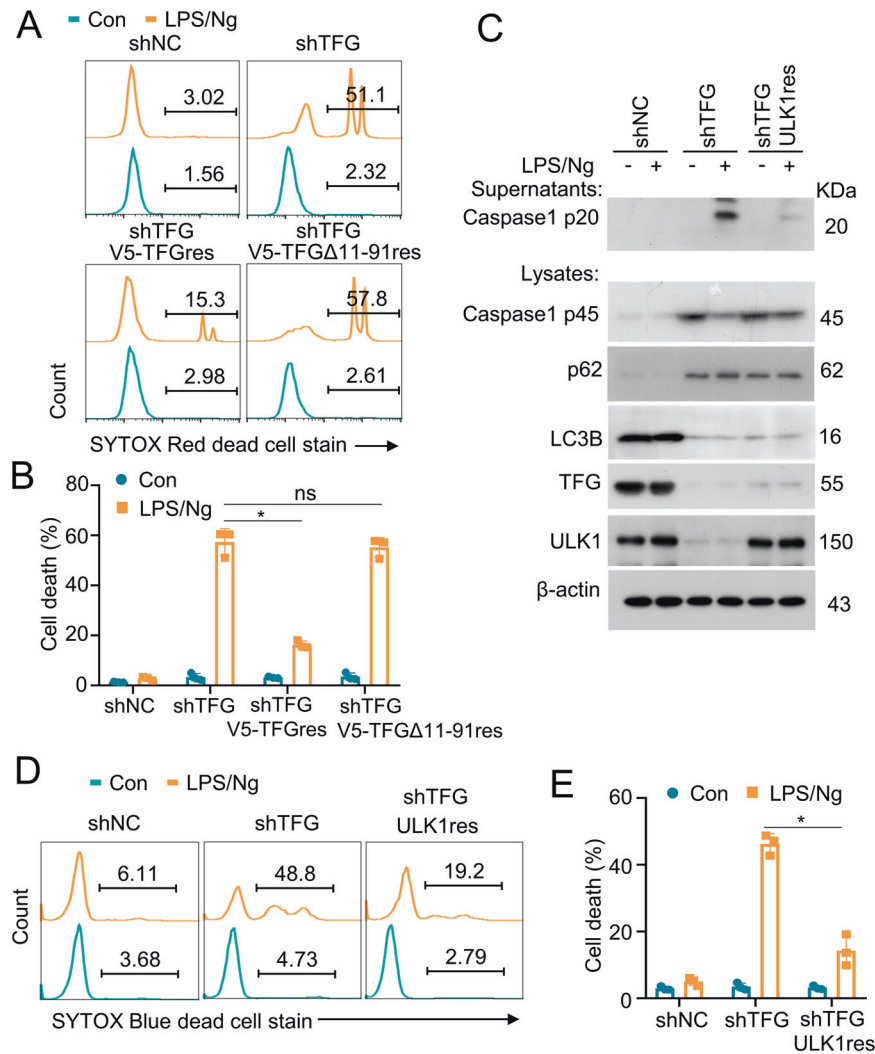 A
Con LPS/Ng
shNC shTFG
3.02 51.1
1.56 2.32
shTFG shTFG
V5-TFGres V5-TFGΔ11-91res
15.3 57.8
2.98 2.61
Count
SYTOX Red dead cell stain
B
Con
LPS/Ng
Cell death (%)
80
60
40
20
0
ns
*
shNC shTFG shTFG shTFG
V5-TFGres V5-TFGΔ11-91res
C
shNC shTFG shTFG
ULK1res
LPS/Ng - + - + - +
Supernatants: KDa
Caspase1 p20 20
Lysates:
Caspase1 p45 45
p62 62
LC3B 16
TFG 55
ULK1 150
β-actin 43
D
Con LPS/Ng
shNC shTFG shTFG
ULK1res
6.11 48.8 19.2
3.68 4.73 2.79
Count
SYTOX Blue dead cell stain
E
Con LPS/Ng
Cell death (%)
60
40
20
0
*
shNC shTFG shTFG
ULK1res